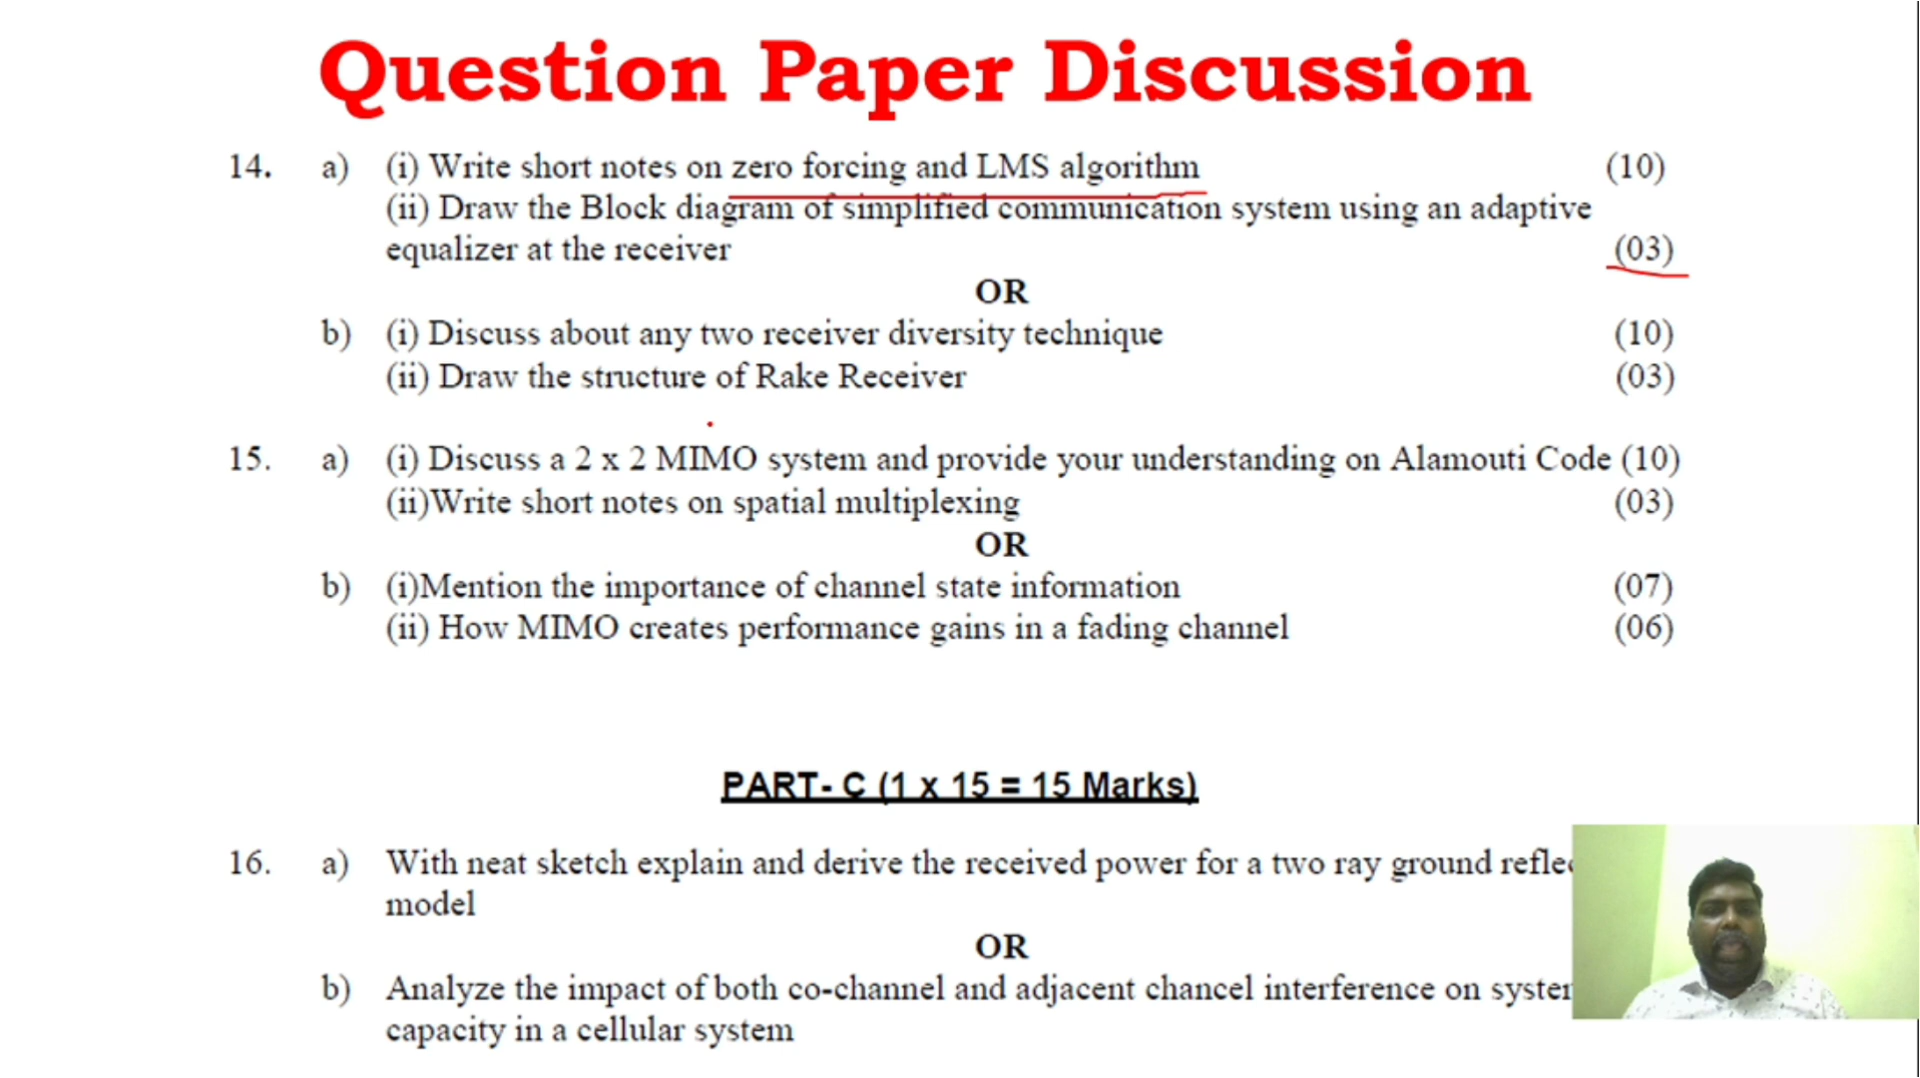 Question Paper Discussion
14. a) (i) Write short notes on zero forcing and LMS algorithm (10)
(ii) Draw the Block diagram of simplified communication system using an adaptive
equalizer at the receiver (03)
OR
b) (i) Discuss about any two receiver diversity technique (10)
(ii) Draw the structure of Rake Receiver (03)
15. a) (i) Discuss a 2 x 2 MIMO system and provide your understanding on Alamouti Code (10)
(ii)Write short notes on spatial multiplexing (03)
OR
b) (i)Mention the importance of channel state information (07)
(ii) How MIMO creates performance gains in a fading channel (06)
PART- C (1 x 15 = 15 Marks)
16. a) With neat sketch explain and derive the received power for a two ray ground
model
OR
b) Analyze the impact of both co-channel and adjacent chancel interference on
capacity in a cellular system